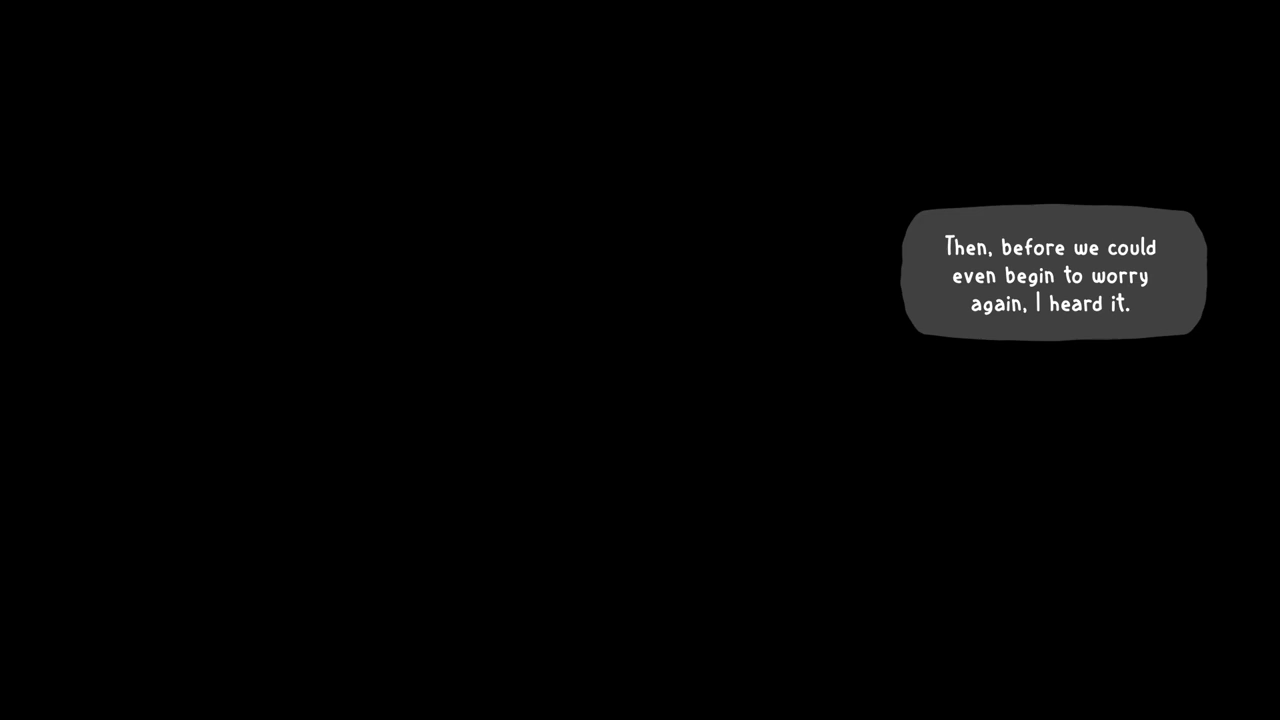 Then, before we could
even begin to worry
again, I heard it.